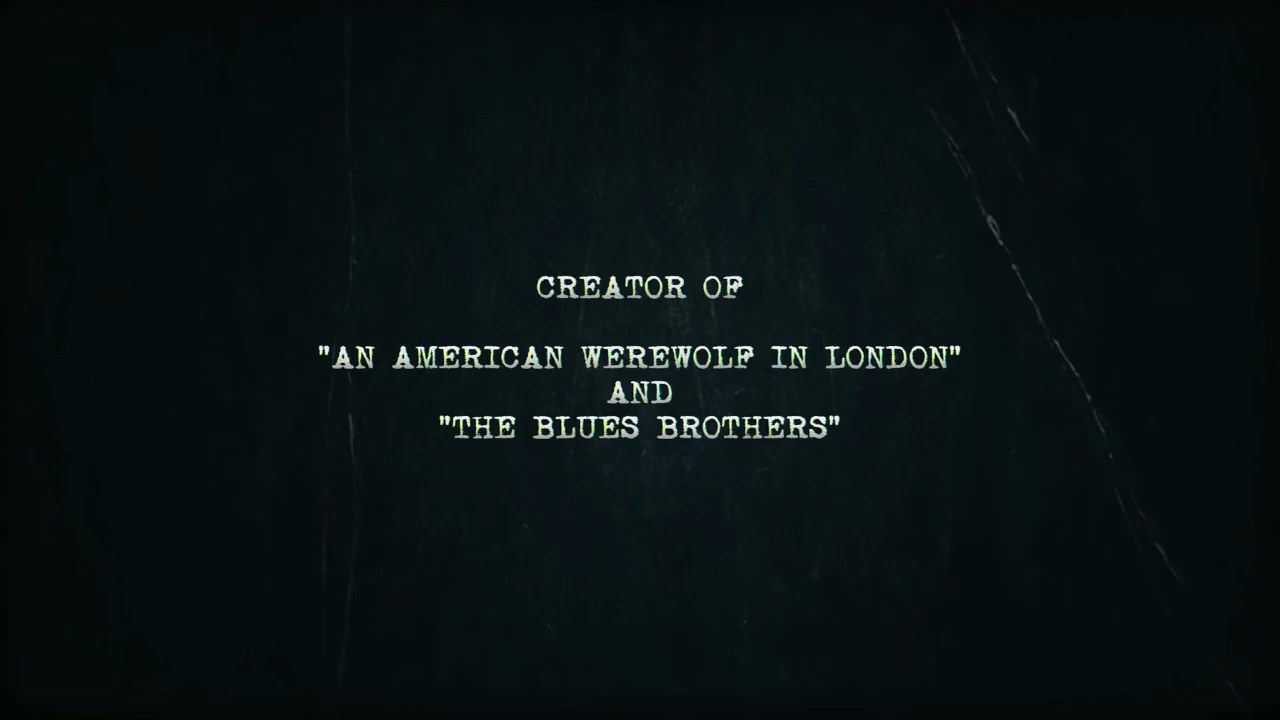 CREATOR OF
"AN AMERICAN WEREWOLF IN LONDON"
AND
"THE BLUES BROTHERS"